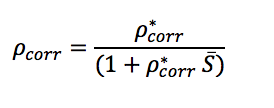 ρ_corr = ρ*_corr / (1 + ρ*_corr S̄)